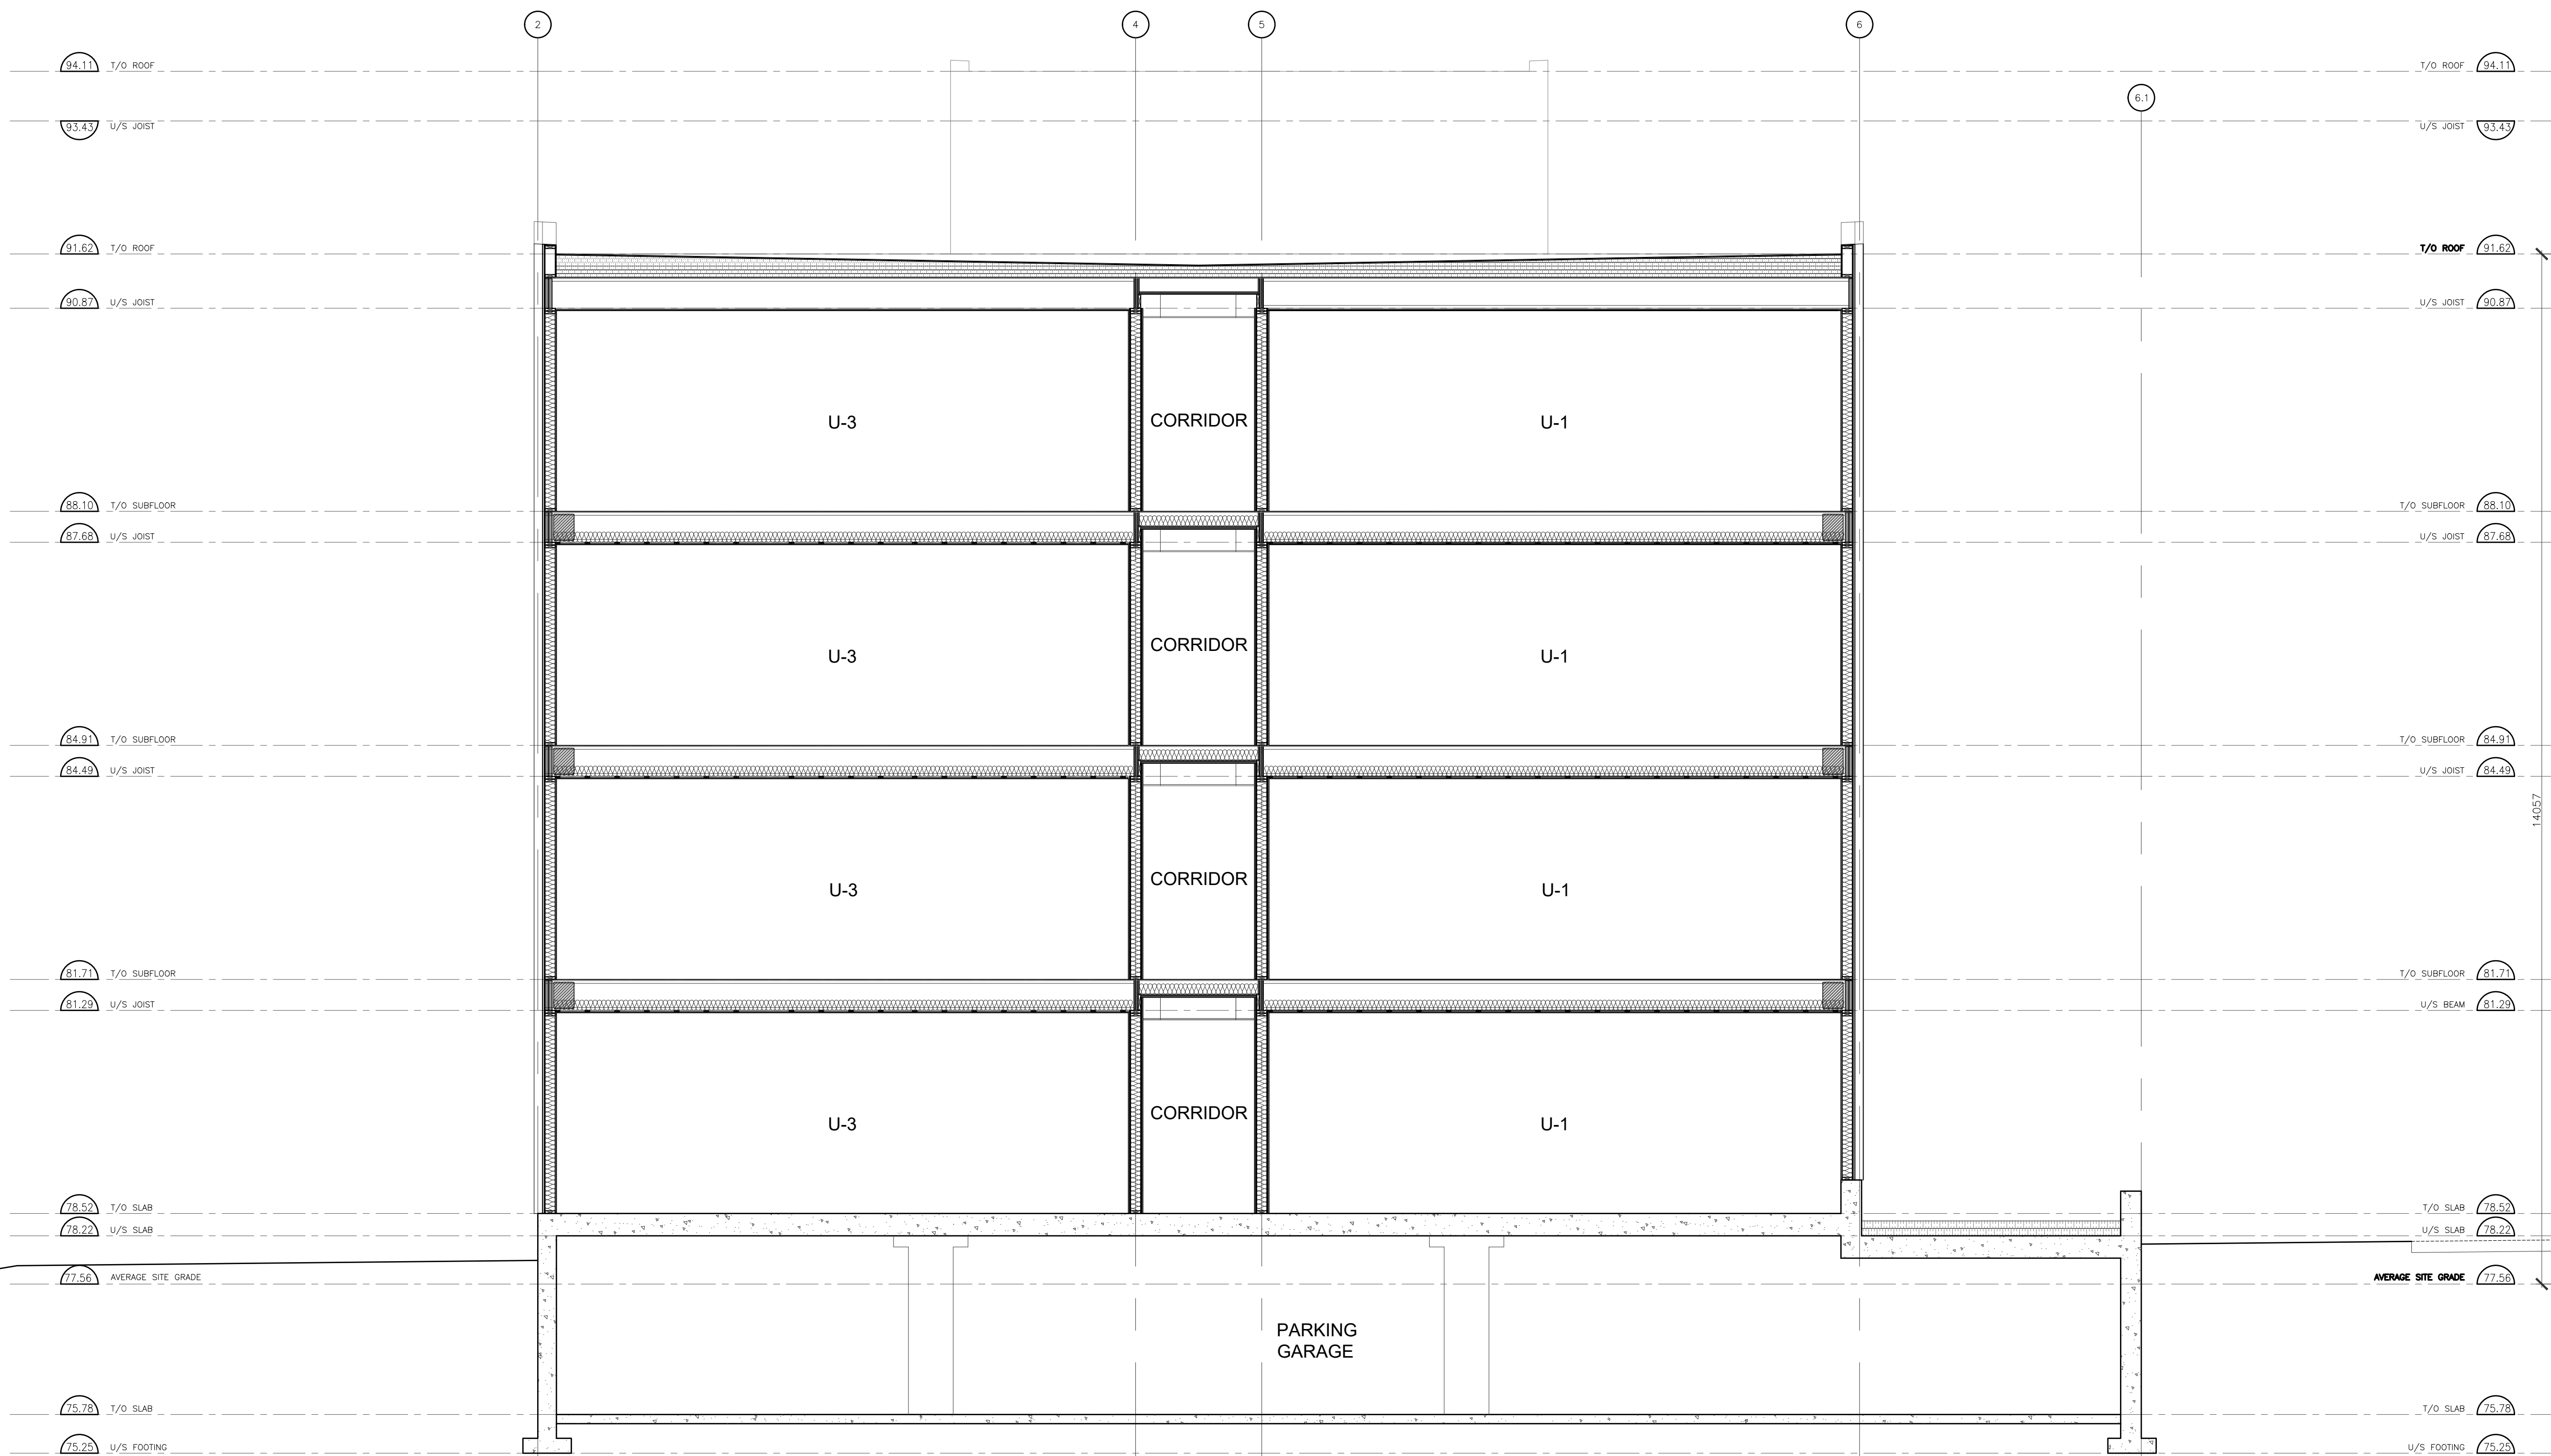 2
4
5
6
94.11 T/O ROOF
T/O ROOF 94.11
6.1
93.43 U/S JOIST
U/S JOIST 93.43
91.62 T/O ROOF
T/O ROOF 91.62
90.87 U/S JOIST
U/S JOIST 90.87
U-3
CORRIDOR
U-1
88.10 T/O SUBFLOOR
T/O SUBFLOOR 88.10
87.68 U/S JOIST
U/S JOIST 87.68
U-3
CORRIDOR
U-1
84.91 T/O SUBFLOOR
T/O SUBFLOOR 84.91
84.49 U/S JOIST
U/S JOIST 84.49
14057
U-3
CORRIDOR
U-1
81.71 T/O SUBFLOOR
T/O SUBFLOOR 81.71
81.29 U/S JOIST
U/S BEAM 81.29
U-3
CORRIDOR
U-1
78.52 T/O SLAB
T/O SLAB 78.52
78.22 U/S SLAB
U/S SLAB 78.22
77.56 AVERAGE SITE GRADE
AVERAGE SITE GRADE 77.56
PARKING
GARAGE
75.78 T/O SLAB
T/O SLAB 75.78
75.25 U/S FOOTING
U/S FOOTING 75.25